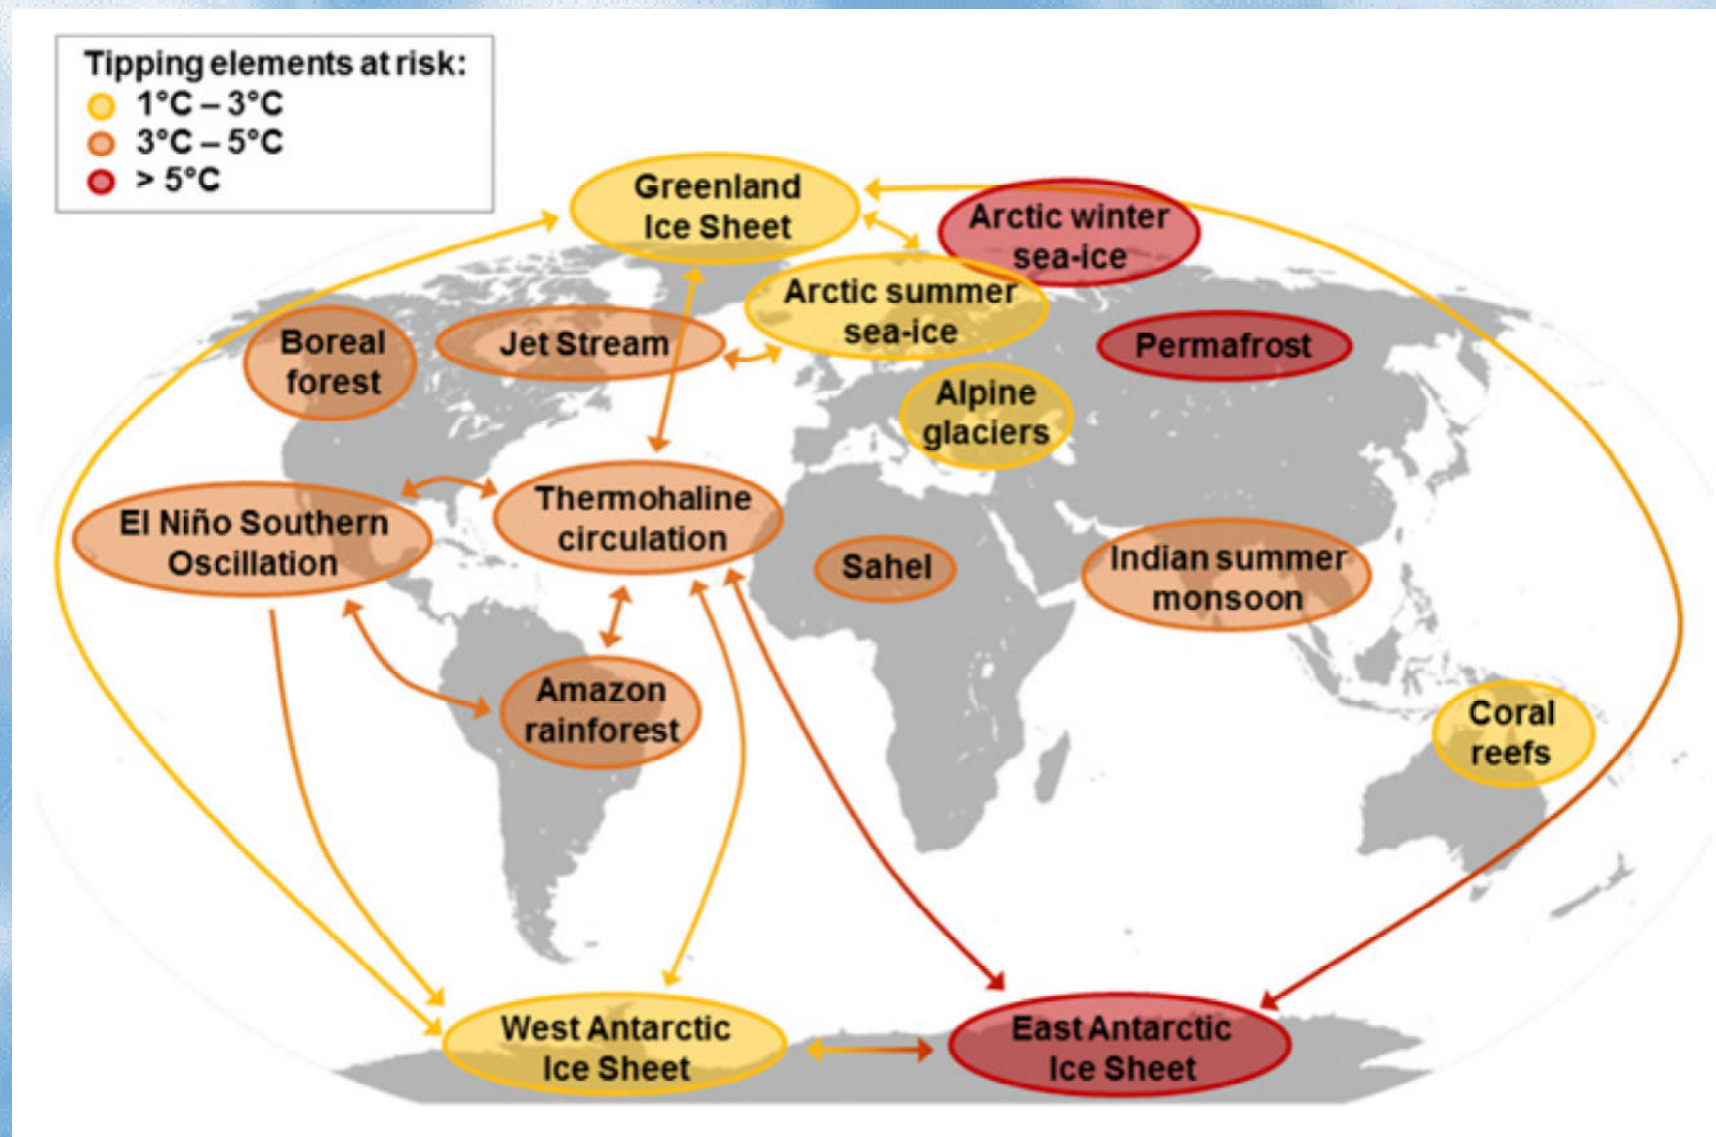 Tipping elements at risk:
1°C – 3°C
3°C – 5°C
> 5°C
Greenland
Ice Sheet
Arctic winter
sea-ice
Arctic summer
sea-ice
Boreal
forest
Jet Stream
Permafrost
Alpine
glaciers
El Niño Southern
Oscillation
Thermohaline
circulation
Sahel
Indian summer
monsoon
Amazon
rainforest
Coral
reefs
West Antarctic
Ice Sheet
East Antarctic
Ice Sheet